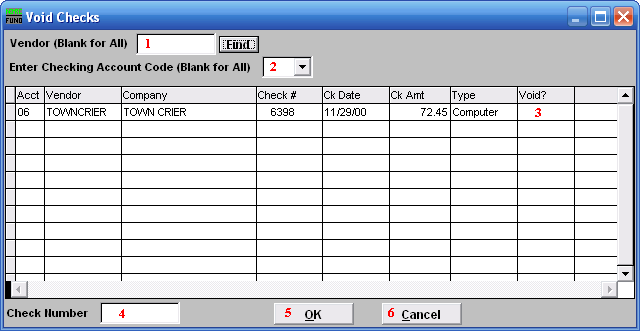 FUND Void Checks
Vendor (Blank for All) 1 Find
Enter Checking Account Code (Blank for All) 2
Acct Vendor Company Check # Ck Date Ck Amt Type Void?
06 TOWNCRIER TOWN CRIER 6398 11/29/00 72.45 Computer 3
Check Number 4 5 OK 6 Cancel